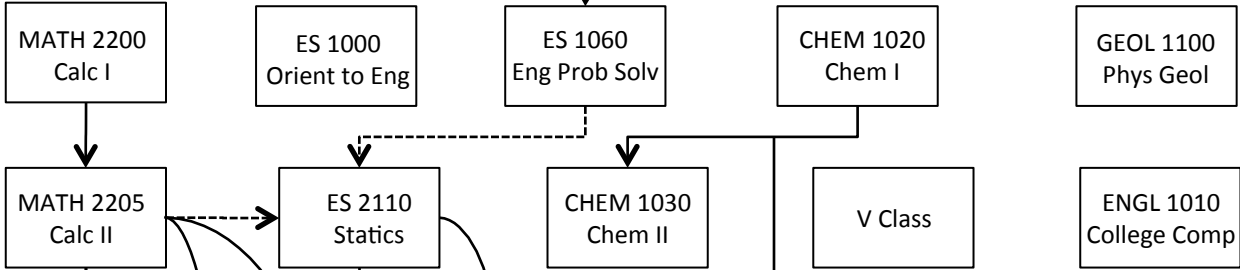 MATH 2200
Calc I
ES 1000
Orient to Eng
ES 1060
Eng Prob Solv
CHEM 1020
Chem I
GEOL 1100
Phys Geol
MATH 2205
Calc II
ES 2110
Statics
CHEM 1030
Chem II
V Class
ENGL 1010
College Comp